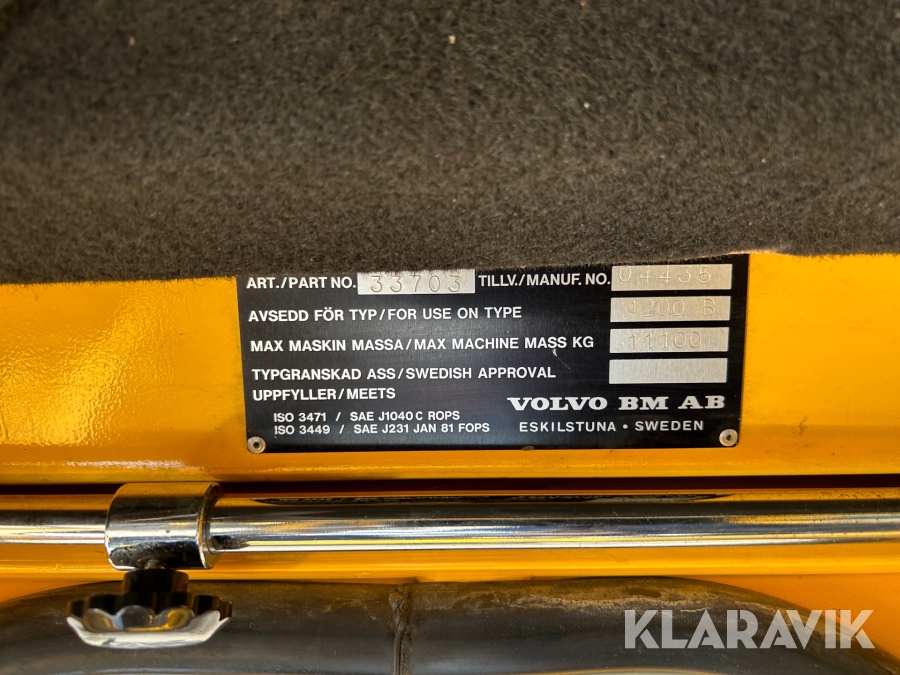 ART./PART NO. 33703 TILLV./MANUF. NO. 04435
AVSEDD FÖR TYP/FOR USE ON TYPE 4200 B
MAX MASKIN MASSA/MAX MACHINE MASS KG 11100
TYPGRANSKAD ASS/SWEDISH APPROVAL
UPPFYLLER/MEETS
ISO 3471 / SAE J1040C ROPS
ISO 3449 / SAE J231 JAN 81 FOPS
VOLVO BM AB
ESKILSTUNA • SWEDEN
KLARAVIK